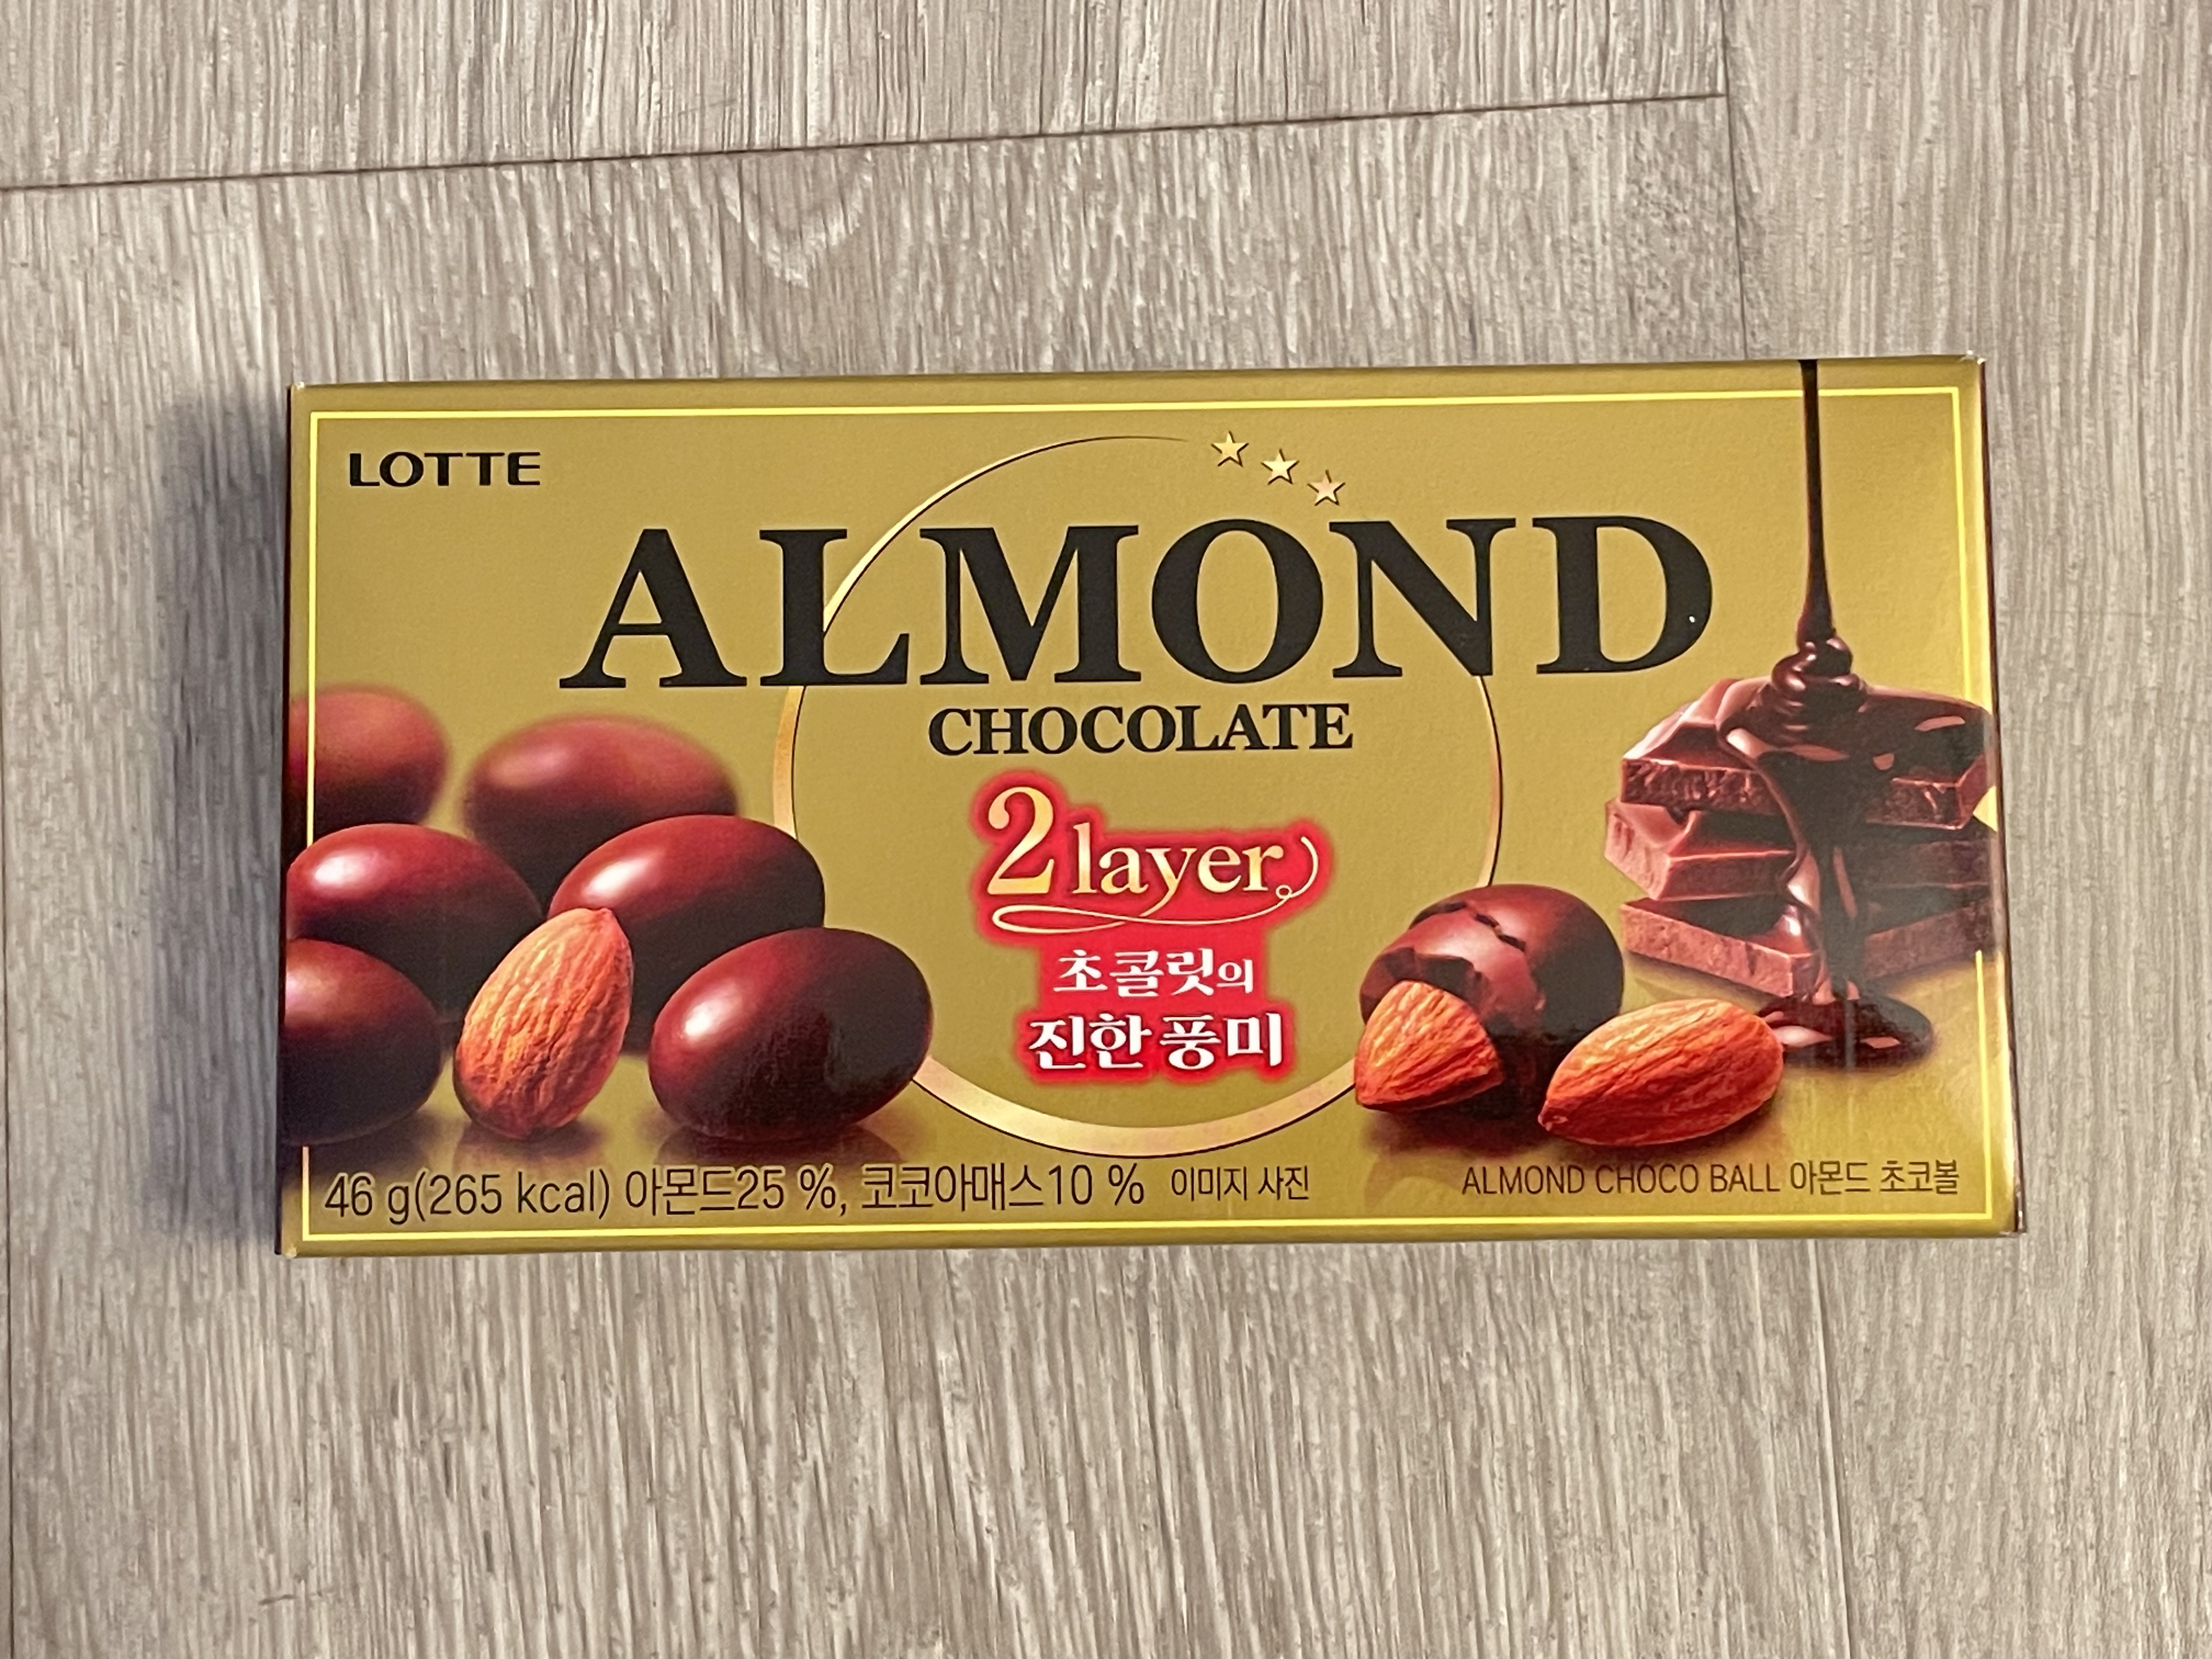 LOTTE
ALMOND
CHOCOLATE
2 layer
초콜릿의
진한 풍미
46 g(265 kcal) 아몬드25 %, 코코아매스10 % 이미지 사진
ALMOND CHOCO BALL 아몬드 초코볼